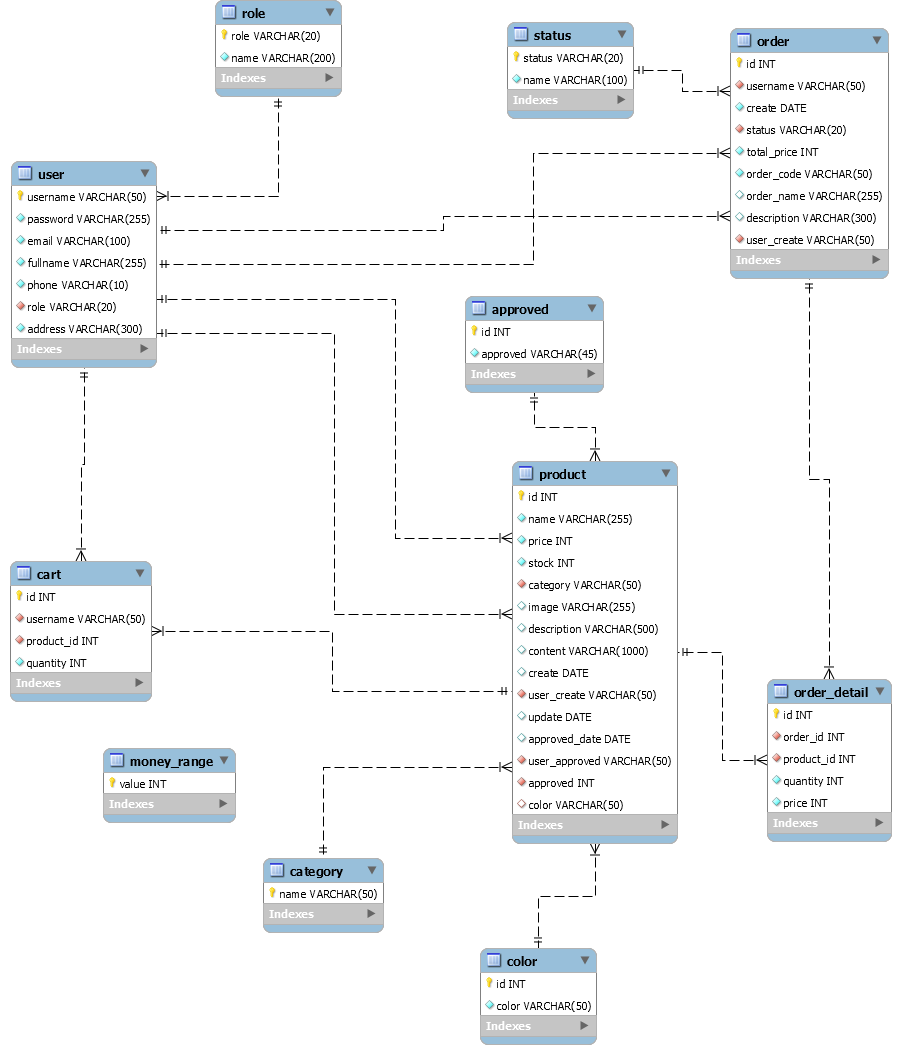 role
role VARCHAR(20)
name VARCHAR(200)
Indexes
status
status VARCHAR(20)
name VARCHAR(100)
Indexes
order
id INT
username VARCHAR(50)
create DATE
status VARCHAR(20)
total_price INT
order_code VARCHAR(50)
order_name VARCHAR(255)
description VARCHAR(300)
user_create VARCHAR(50)
Indexes
user
username VARCHAR(50)
password VARCHAR(255)
email VARCHAR(100)
fullname VARCHAR(255)
phone VARCHAR(10)
role VARCHAR(20)
address VARCHAR(300)
Indexes
approved
id INT
approved VARCHAR(45)
Indexes
product
id INT
name VARCHAR(255)
price INT
stock INT
category VARCHAR(50)
image VARCHAR(255)
description VARCHAR(500)
content VARCHAR(1000)
create DATE
user_create VARCHAR(50)
update DATE
approved_date DATE
user_approved VARCHAR(50)
approved INT
color VARCHAR(50)
Indexes
cart
id INT
username VARCHAR(50)
product_id INT
quantity INT
Indexes
order_detail
id INT
order_id INT
product_id INT
quantity INT
price INT
Indexes
money_range
value INT
Indexes
category
name VARCHAR(50)
Indexes
color
id INT
color VARCHAR(50)
Indexes